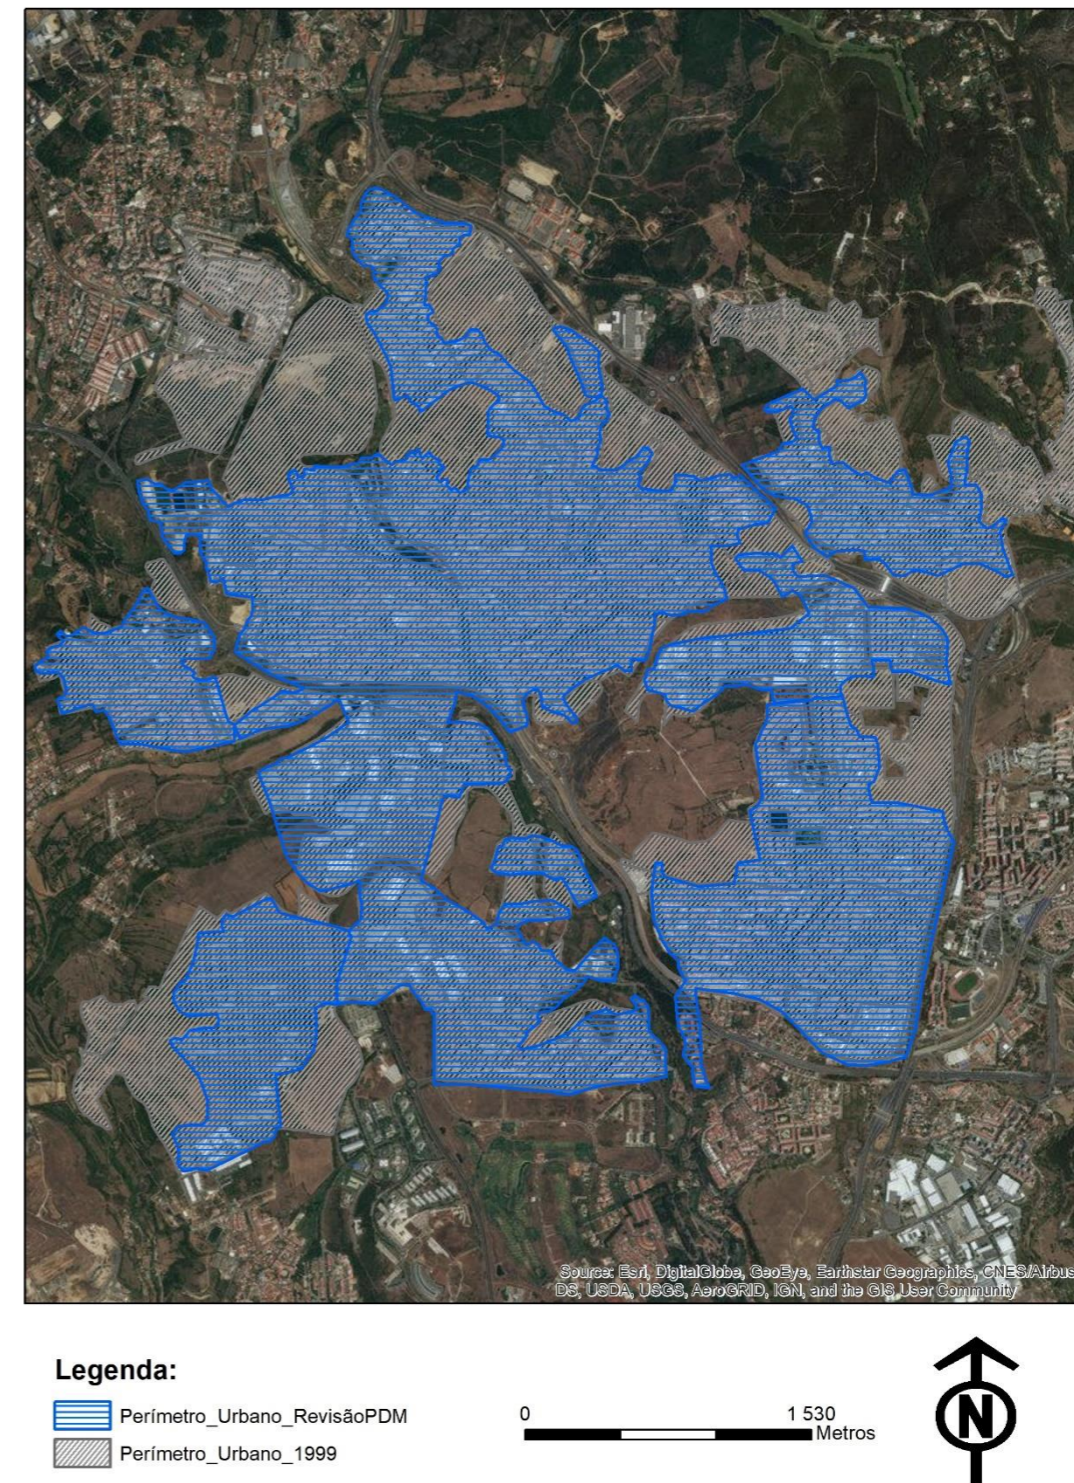 Source: Esri, DigitalGlobe, GeoEye, Earthstar Geographics, CNES/Airbus
DS, USDA, USGS, AeroGRID, IGN, and the GIS User Community
Legenda:
Perímetro_Urbano_RevisãoPDM
Perímetro_Urbano_1999
0 1 530
Metros
N